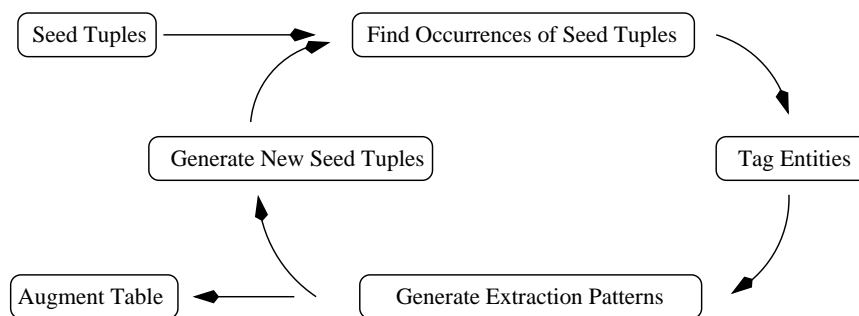 Seed Tuples
Find Occurrences of Seed Tuples
Generate New Seed Tuples
Tag Entities
Augment Table
Generate Extraction Patterns